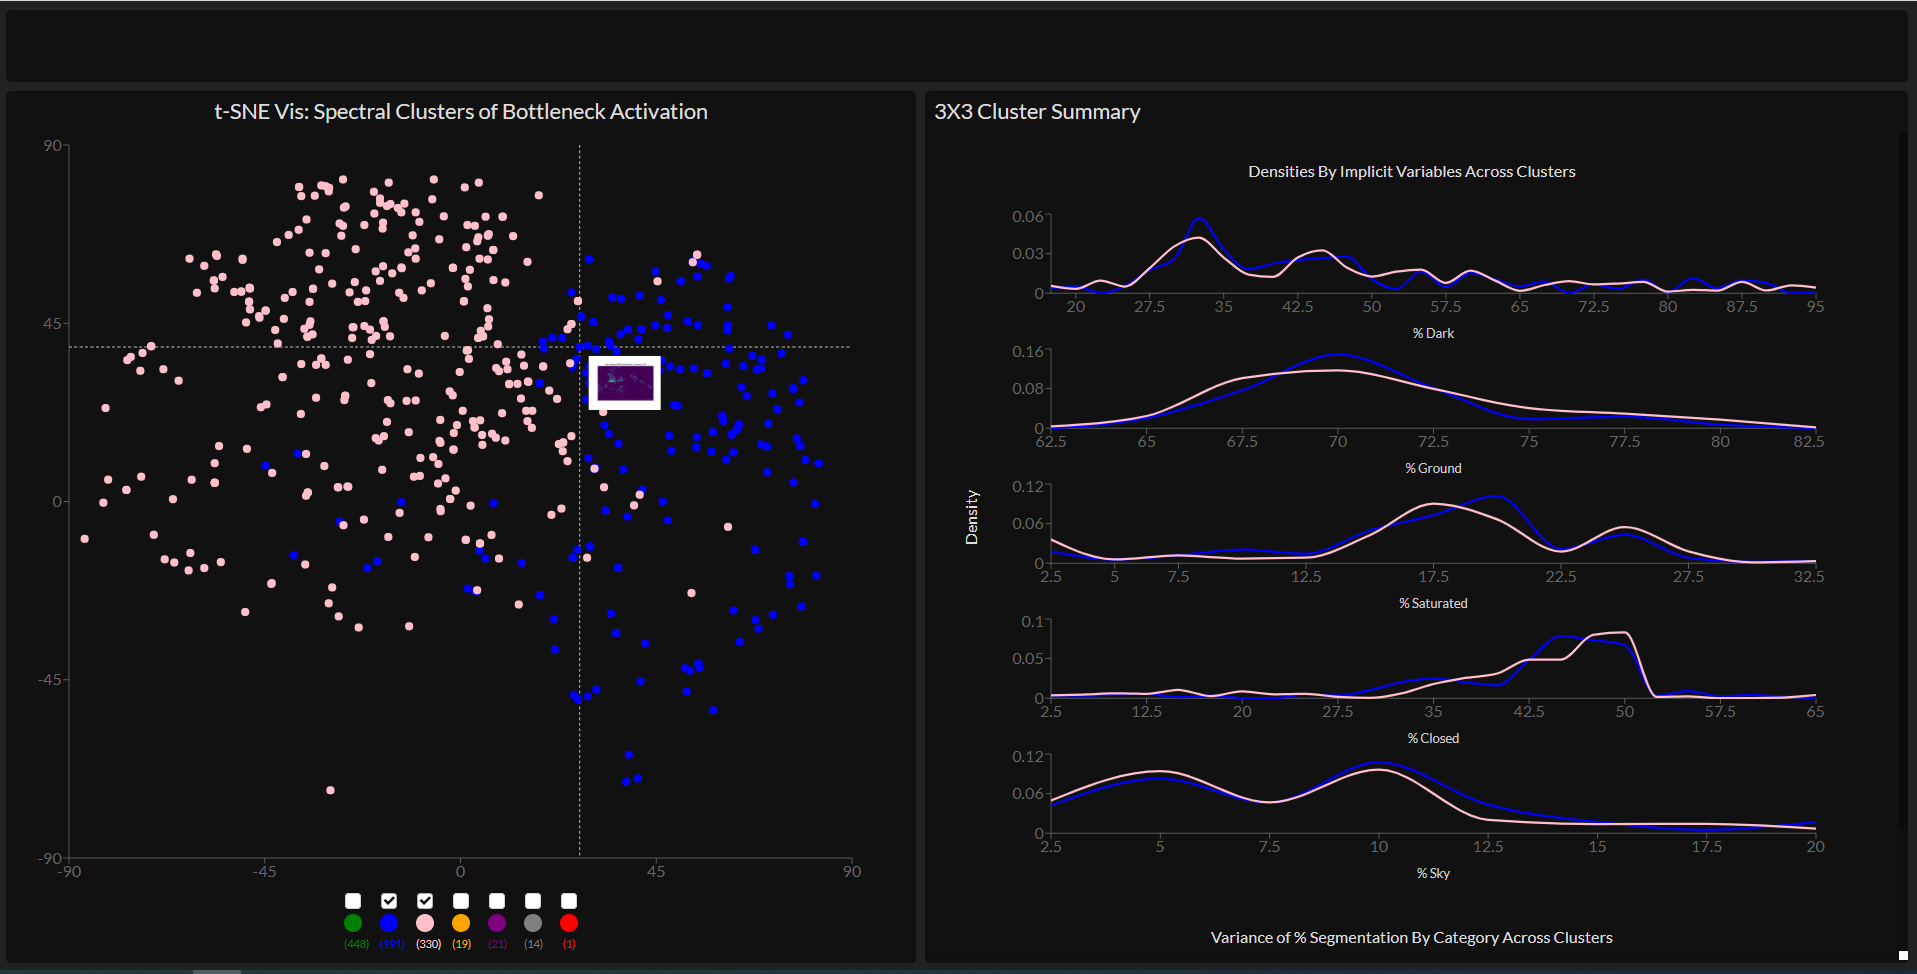 t-SNE Vis: Spectral Clusters of Bottleneck Activation
90
45
0
-45
-90
-90 -45 0 45 90
(448) (191) (330) (19) (21) (14) (1)
3X3 Cluster Summary
Densities By Implicit Variables Across Clusters
Density
0.06
0.03
0
20 27.5 35 42.5 50 57.5 65 72.5 80 87.5 95
% Dark
0.16
0.08
0
62.5 65 67.5 70 72.5 75 77.5 80 82.5
% Ground
0.12
0.06
0
2.5 5 7.5 12.5 17.5 22.5 27.5 32.5
% Saturated
0.1
0.05
0
2.5 12.5 20 27.5 35 42.5 50 57.5 65
% Closed
0.12
0.06
0
2.5 5 7.5 10 12.5 15 17.5 20
% Sky
Variance of % Segmentation By Category Across Clusters